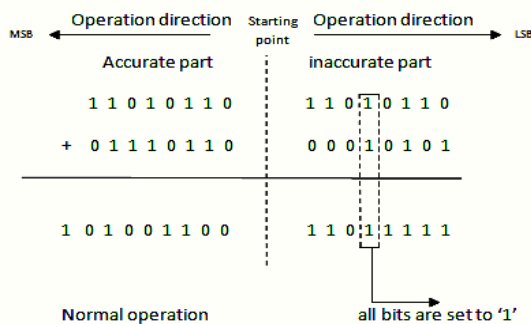 MSB Operation direction Starting point Operation direction LSB
Accurate part inaccurate part
1 1 0 1 0 1 1 0 1 1 0 1 0 1 1 0
+ 0 1 1 1 0 1 1 0 0 0 0 1 0 1 0 1
1 0 1 0 0 1 1 0 0 1 1 0 1 1 1 1 1
Normal operation all bits are set to ‘1’